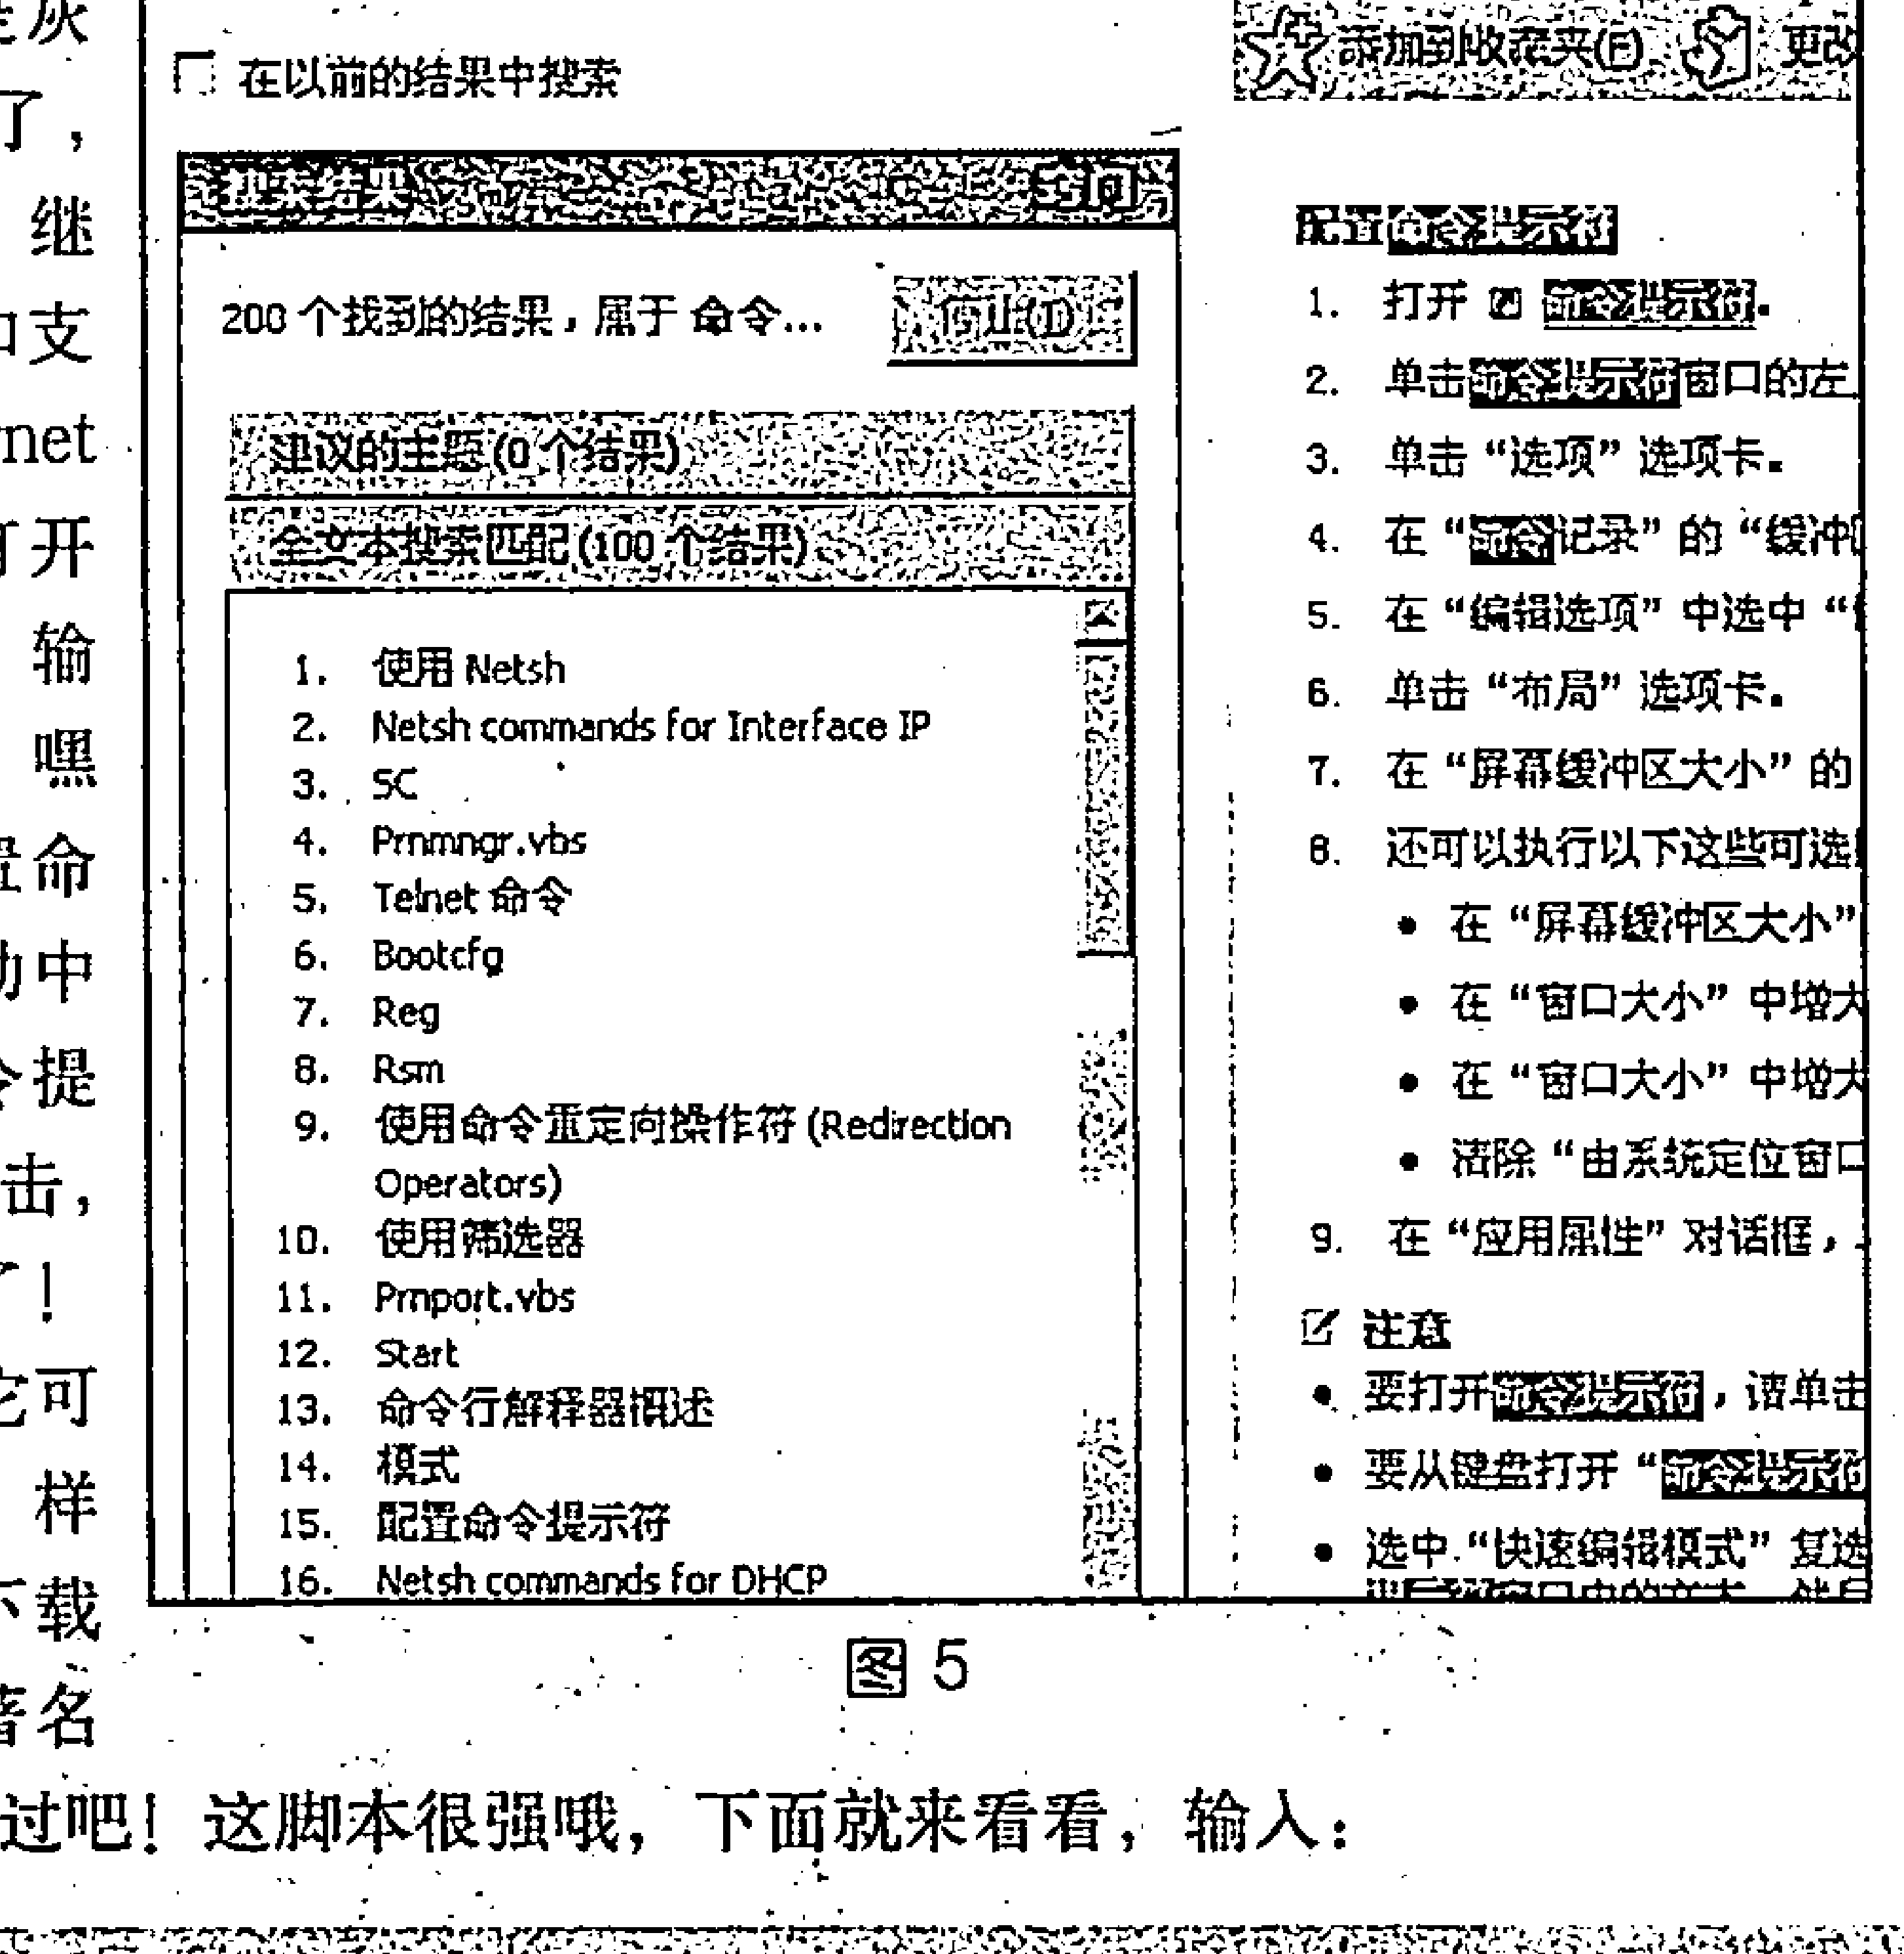 灰
了，
继
支
net
开
输
嘿
命
中
提
击，
了！
可
样
载
名
在以前的结果中搜索
搜索结果
200 个找到的结果，属于 命令...
建议的主题(0 个结果)
全文本搜索匹配(100 个结果)
1. 使用 Netsh
2. Netsh commands for Interface IP
3. SC
4. Prnmngr.vbs
5. Telnet 命令
6. Bootcfg
7. Reg
8. Rsm
9. 使用命令重定向操作符 (Redirection
Operators)
10. 使用筛选器
11. Prnport.vbs
12. Start
13. 命令行解释器概述
14. 模式
15. 配置命令提示符
16. Netsh commands for DHCP
添加到收藏夹(F) 更改
配置命令提示符
1. 打开 命令提示符。
2. 单击命令提示符窗口的左
3. 单击“选项”选项卡。
4. 在“命令记录”的“缓冲
5. 在“编辑选项”中选中“
6. 单击“布局”选项卡。
7. 在“屏幕缓冲区大小”的
8. 还可以执行以下这些可选
• 在“屏幕缓冲区大小”
• 在“窗口大小”中增大
• 在“窗口大小”中增大
• 清除“由系统定位窗口
9. 在“应用属性”对话框，
注意
• 要打开命令提示符，请单击
• 要从键盘打开“命令提示符
• 选中“快速编辑模式”复选
图 5
过吧！这脚本很强哦，下面就来看看，输入：